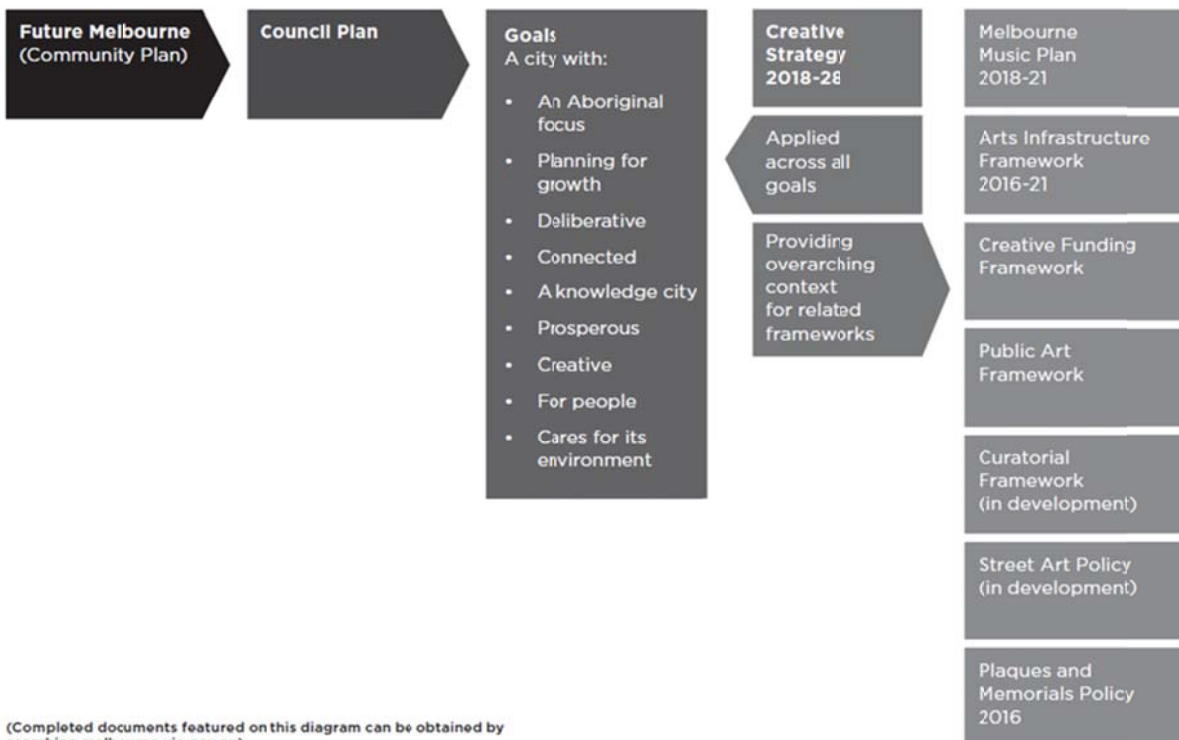 Future Melbourne
(Community Plan)
Council Plan
Goals
A city with:
• An Aboriginal
focus
• Planning for
growth
• Deliberative
• Connected
• A knowledge city
• Prosperous
• Creative
• For people
• Cares for its
environment
Creative
Strategy
2018-28
Applied
across all
goals
Providing
overarching
context
for related
frameworks
Melbourne
Music Plan
2018-21
Arts Infrastructure
Framework
2016-21
Creative Funding
Framework
Public Art
Framework
Curatorial
Framework
(in development)
Street Art Policy
(in development)
Plaques and
Memorials Policy
2016
(Completed documents featured on this diagram can be obtained by